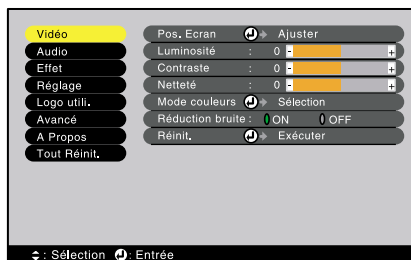 Vidéo
Audio
Effet
Réglage
Logo utili.
Avancé
A Propos
Tout Réinit.
Pos. Ecran Ajuster
Luminosité : 0 - +
Contraste : 0 - +
Netteté : 0 - +
Mode couleurs Sélection
Réduction bruite : ON OFF
Réinit. Exécuter
: Sélection : Entrée